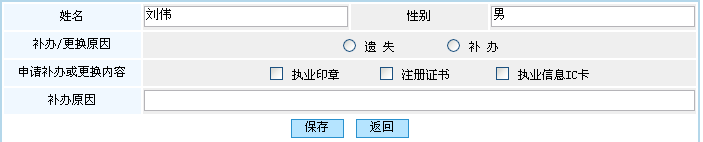 姓名 刘伟 性别 男
补办/更换原因 遗 失 补 办
申请补办或更换内容 执业印章 注册证书 执业信息IC卡
补办原因
保存 返回